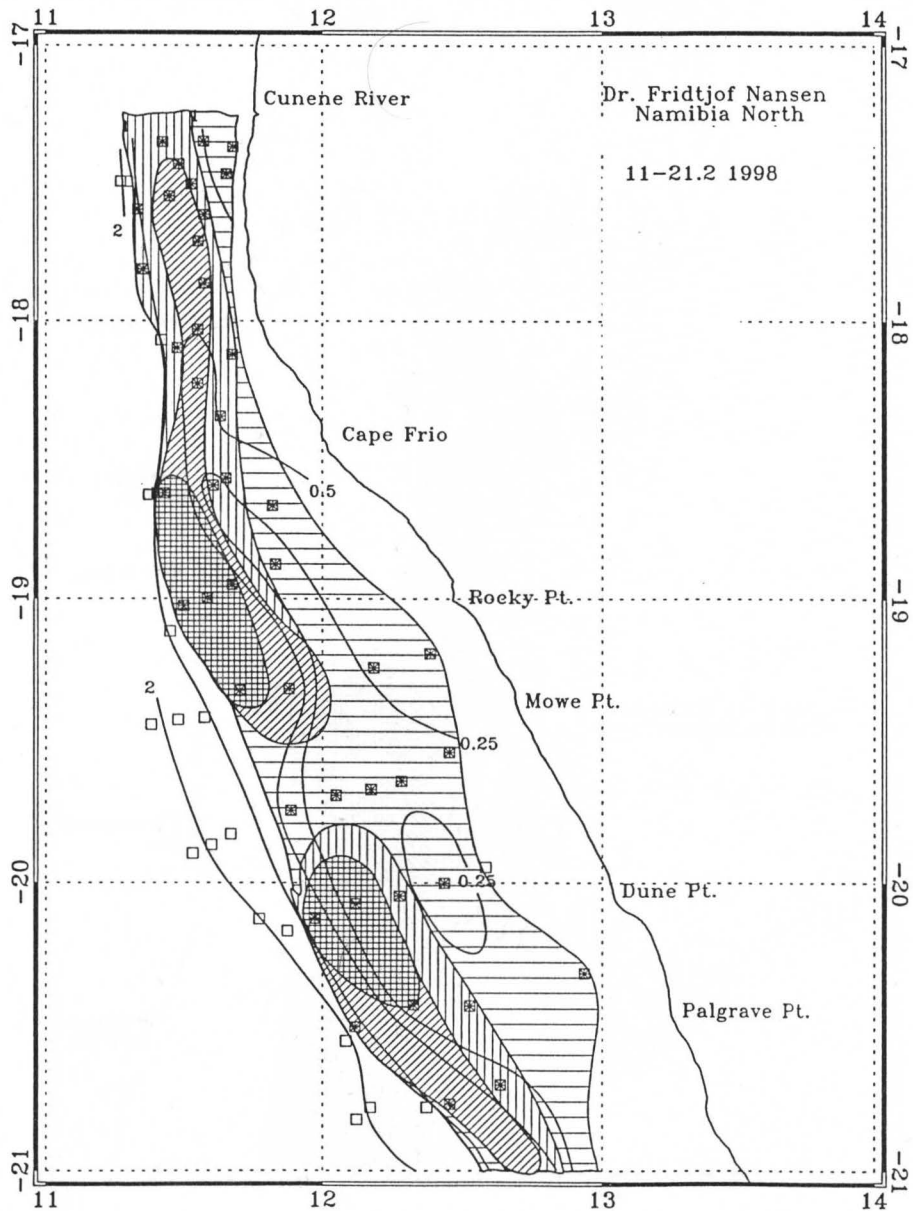 11 12 13 14
-17 -17
Cunene River
Dr. Fridtjof Nansen
Namibia North
11-21.2 1998
2
-18 -18
Cape Frio
0.5
-19 -19
Rocky Pt.
2
Mowe Pt.
0.25
-20 -20
0.25
Dune Pt.
Palgrave Pt.
-21 -21
11 12 13 14